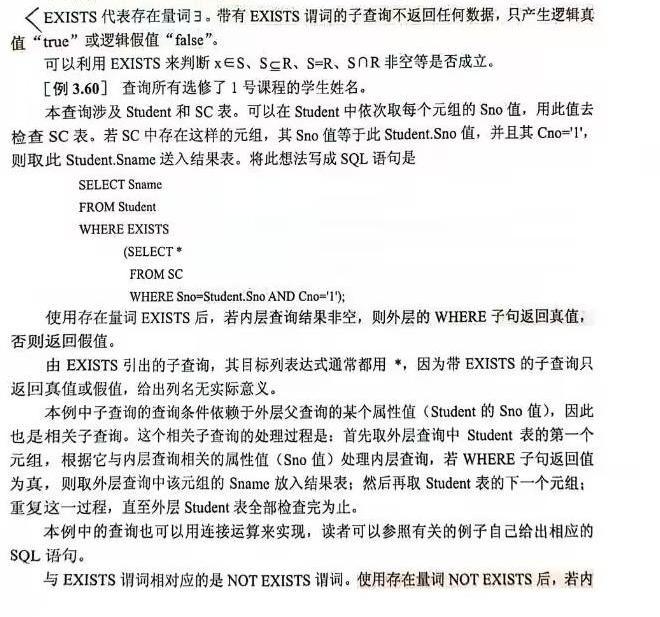 EXISTS 代表存在量词∃。带有 EXISTS 谓词的子查询不返回任何数据，只产生逻辑真
值“true”或逻辑假值“false”。
可以利用 EXISTS 来判断 x∈S、S⊆R、S=R、S∩R 非空等是否成立。
[例 3.60] 查询所有选修了 1 号课程的学生姓名。
本查询涉及 Student 和 SC 表。可以在 Student 中依次取每个元组的 Sno 值，用此值去
检查 SC 表。若 SC 中存在这样的元组，其 Sno 值等于此 Student.Sno 值，并且其 Cno='1'，
则取此 Student.Sname 送入结果表。将此想法写成 SQL 语句是
SELECT Sname
FROM Student
WHERE EXISTS
(SELECT *
FROM SC
WHERE Sno=Student.Sno AND Cno='1');
使用存在量词 EXISTS 后，若内层查询结果非空，则外层的 WHERE 子句返回真值，
否则返回假值。
由 EXISTS 引出的子查询，其目标列表达式通常都用 *，因为带 EXISTS 的子查询只
返回真值或假值，给出列名无实际意义。
本例中子查询的查询条件依赖于外层父查询的某个属性值（Student 的 Sno 值），因此
也是相关子查询。这个相关子查询的处理过程是：首先取外层查询中 Student 表的第一个
元组，根据它与内层查询相关的属性值（Sno 值）处理内层查询，若 WHERE 子句返回值
为真，则取外层查询中该元组的 Sname 放入结果表；然后再取 Student 表的下一个元组；
重复这一过程，直至外层 Student 表全部检查完为止。
本例中的查询也可以用连接运算来实现，读者可以参照有关的例子自己给出相应的
SQL 语句。
与 EXISTS 谓词相对应的是 NOT EXISTS 谓词。使用存在量词 NOT EXISTS 后，若内